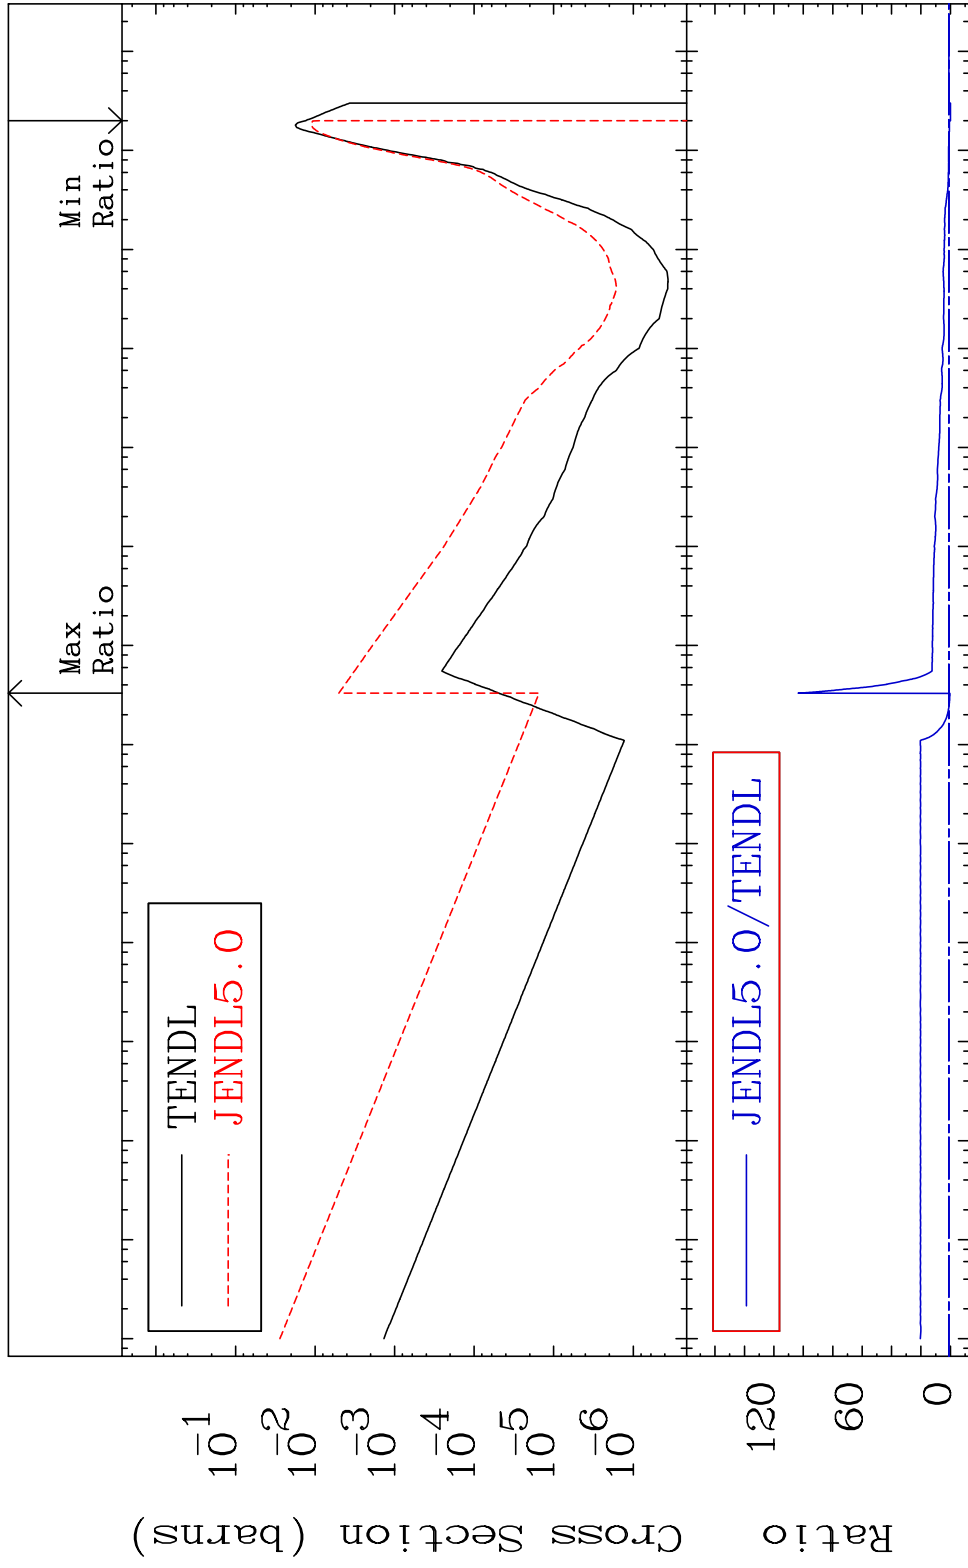 Max
Ratio
Min
Ratio
TENDL
JENDL5.0
10-1
10-2
10-3
10-4
10-5
10-6
Cross Section (barns)
JENDL5.0/TENDL
120
60
0
Ratio